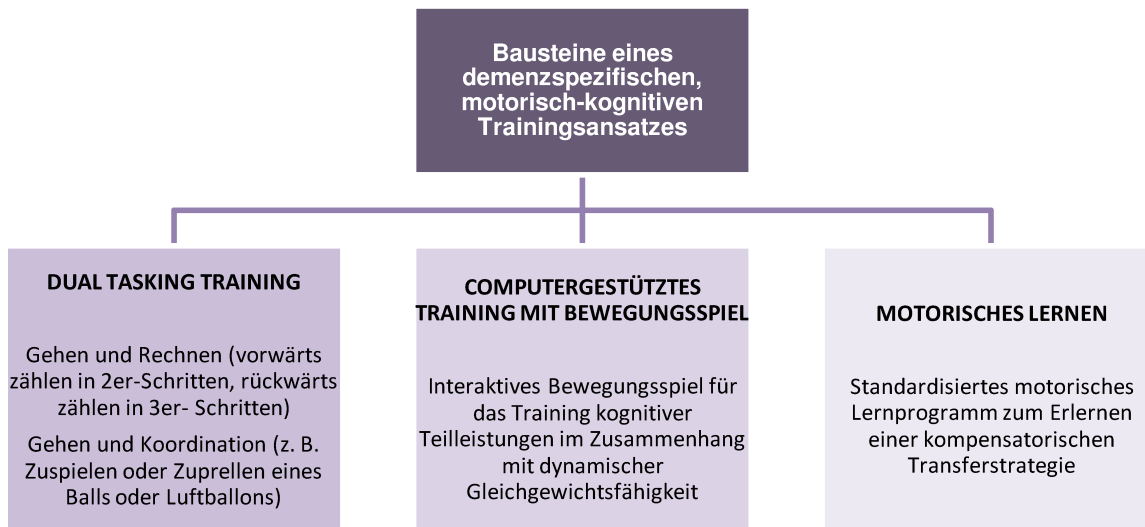 Bausteine eines
demenzspezifischen,
motorisch-kognitiven
Trainingsansatzes
DUAL TASKING TRAINING
Gehen und Rechnen (vorwärts
zählen in 2er-Schritten, rückwärts
zählen in 3er- Schritten)
Gehen und Koordination (z. B.
Zuspielen oder Zuprellen eines
Balls oder Luftballons)
COMPUTERGESTÜTZTES
TRAINING MIT BEWEGUNGSSPIEL
Interaktives Bewegungsspiel für
das Training kognitiver
Teilleistungen im Zusammenhang
mit dynamischer
Gleichgewichtsfähigkeit
MOTORISCHES LERNEN
Standardisiertes motorisches
Lernprogramm zum Erlernen
einer kompensatorischen
Transferstrategie